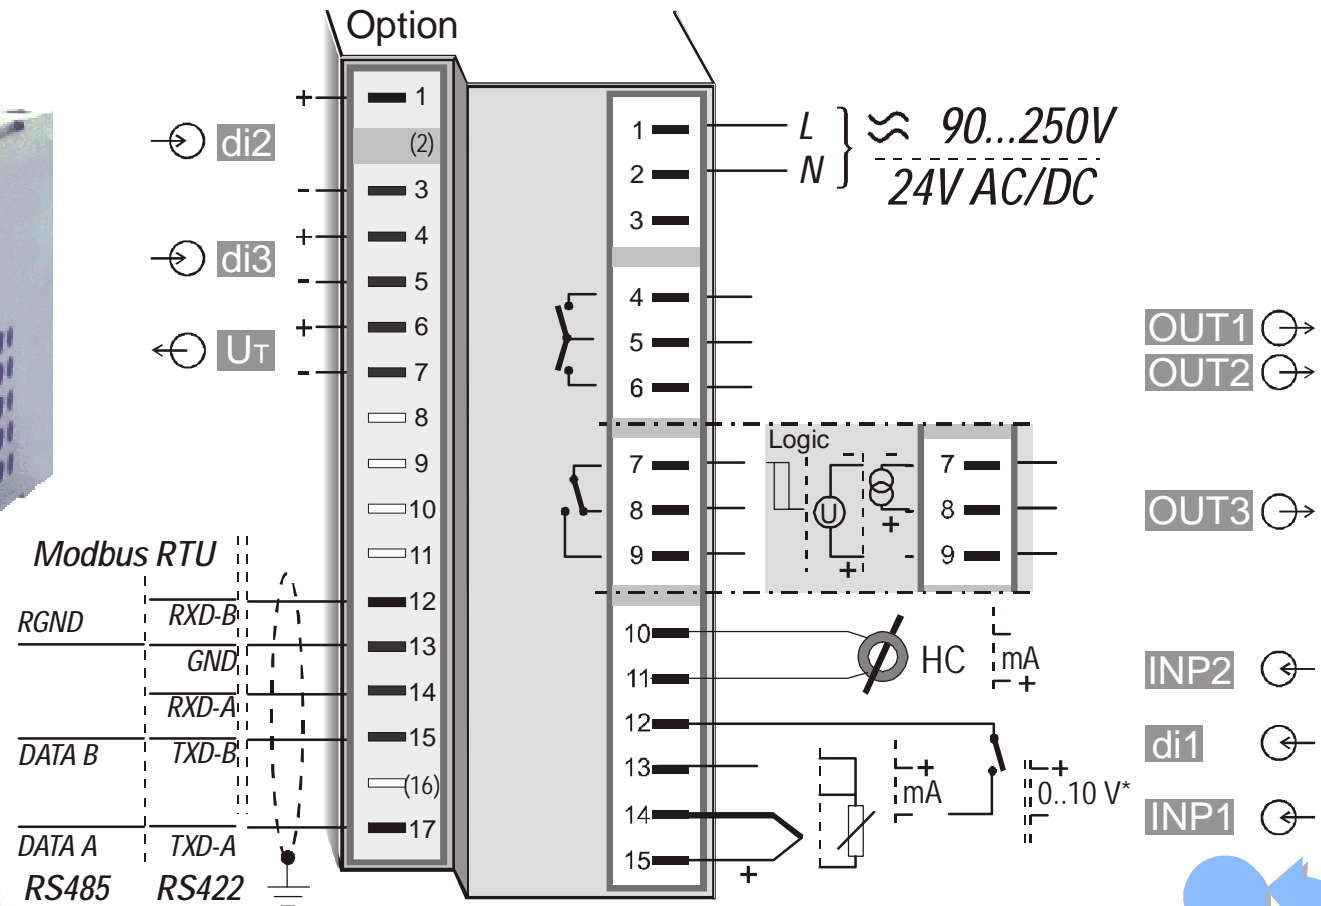 Option
+ 1
di2 (2)
- 3
+ 4
di3
- 5
+ 6
UT
- 7
8
9
10
11
Modbus RTU
12
RGND RXD-B
13
GND
14
RXD-A
15
DATA B TXD-B
(16)
17
DATA A TXD-A
RS485 RS422
1 L } ≈ 90...250V
2 N 24V AC/DC
3
4
5
6
OUT1
OUT2
Logic
7 - - 7
8 U + 8
9 + - 9
OUT3
10
HC mA
11 +
INP2
12
di1
13 + +
mA 0..10 V*
14
INP1
15
+